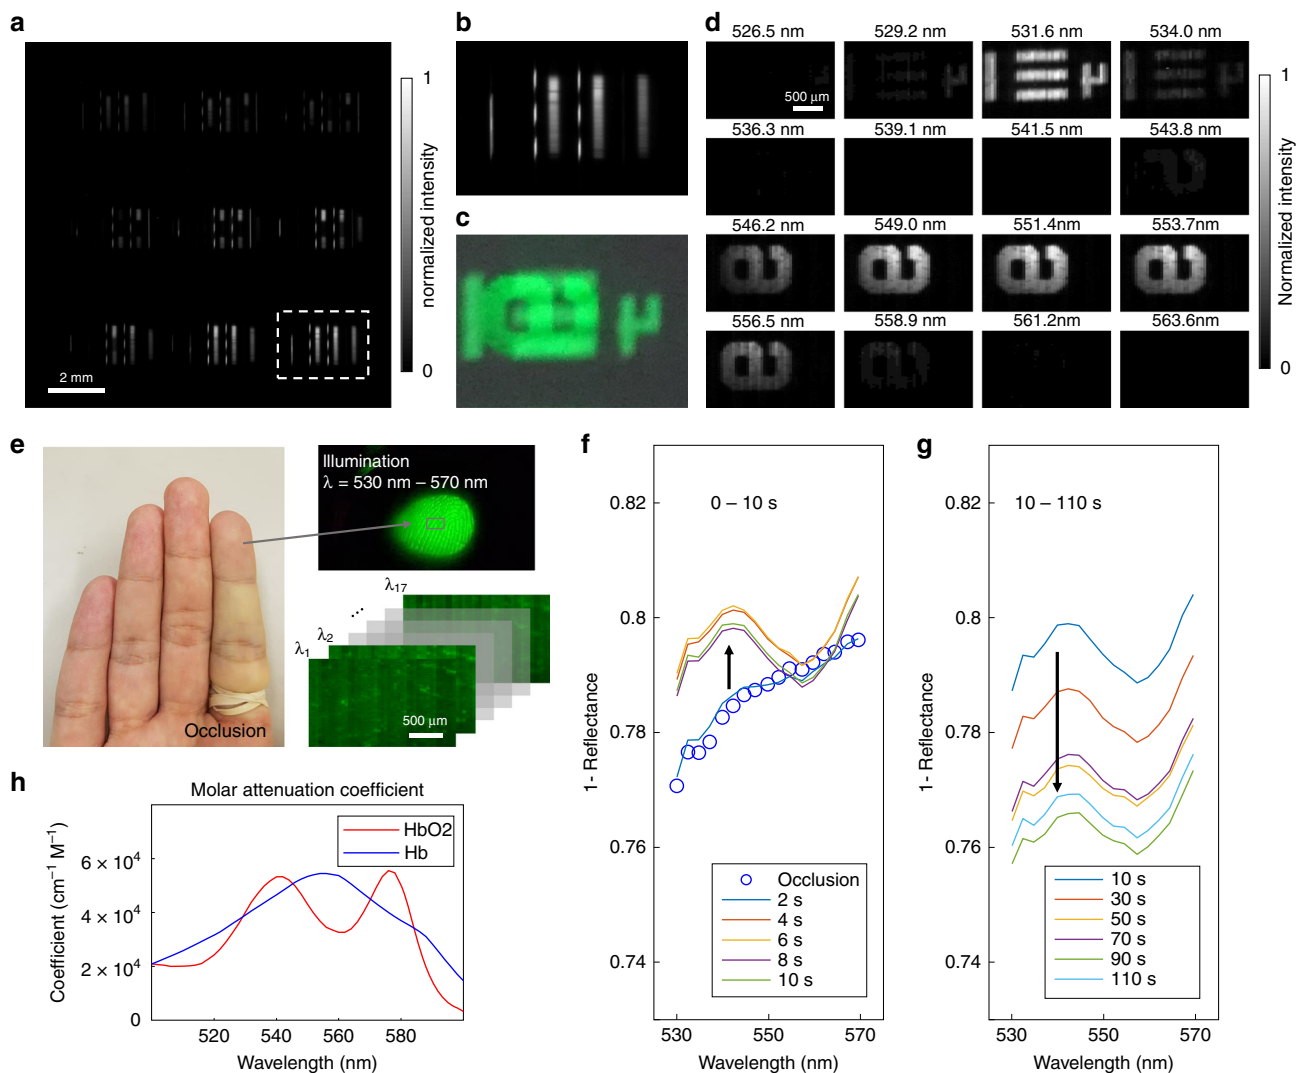 a
normalized intensity
1
0
2 mm
b
c
d
526.5 nm
529.2 nm
531.6 nm
534.0 nm
500 µm
536.3 nm
539.1 nm
541.5 nm
543.8 nm
546.2 nm
549.0 nm
551.4nm
553.7nm
556.5 nm
558.9 nm
561.2nm
563.6nm
Normalized intensity
1
0
e
Occlusion
Illumination
λ = 530 nm – 570 nm
λ17
...
λ2
λ1
500 µm
f
0 – 10 s
0.82
0.8
0.78
0.76
0.74
1- Reflectance
Occlusion
2 s
4 s
6 s
8 s
10 s
530
550
570
Wavelength (nm)
g
10 – 110 s
0.82
0.8
0.78
0.76
0.74
1- Reflectance
10 s
30 s
50 s
70 s
90 s
110 s
530
550
570
Wavelength (nm)
h
Molar attenuation coefficient
HbO2
Hb
6 × 10⁴
4 × 10⁴
2 × 10⁴
0
Coefficient (cm⁻¹ M⁻¹)
520
540
560
580
Wavelength (nm)